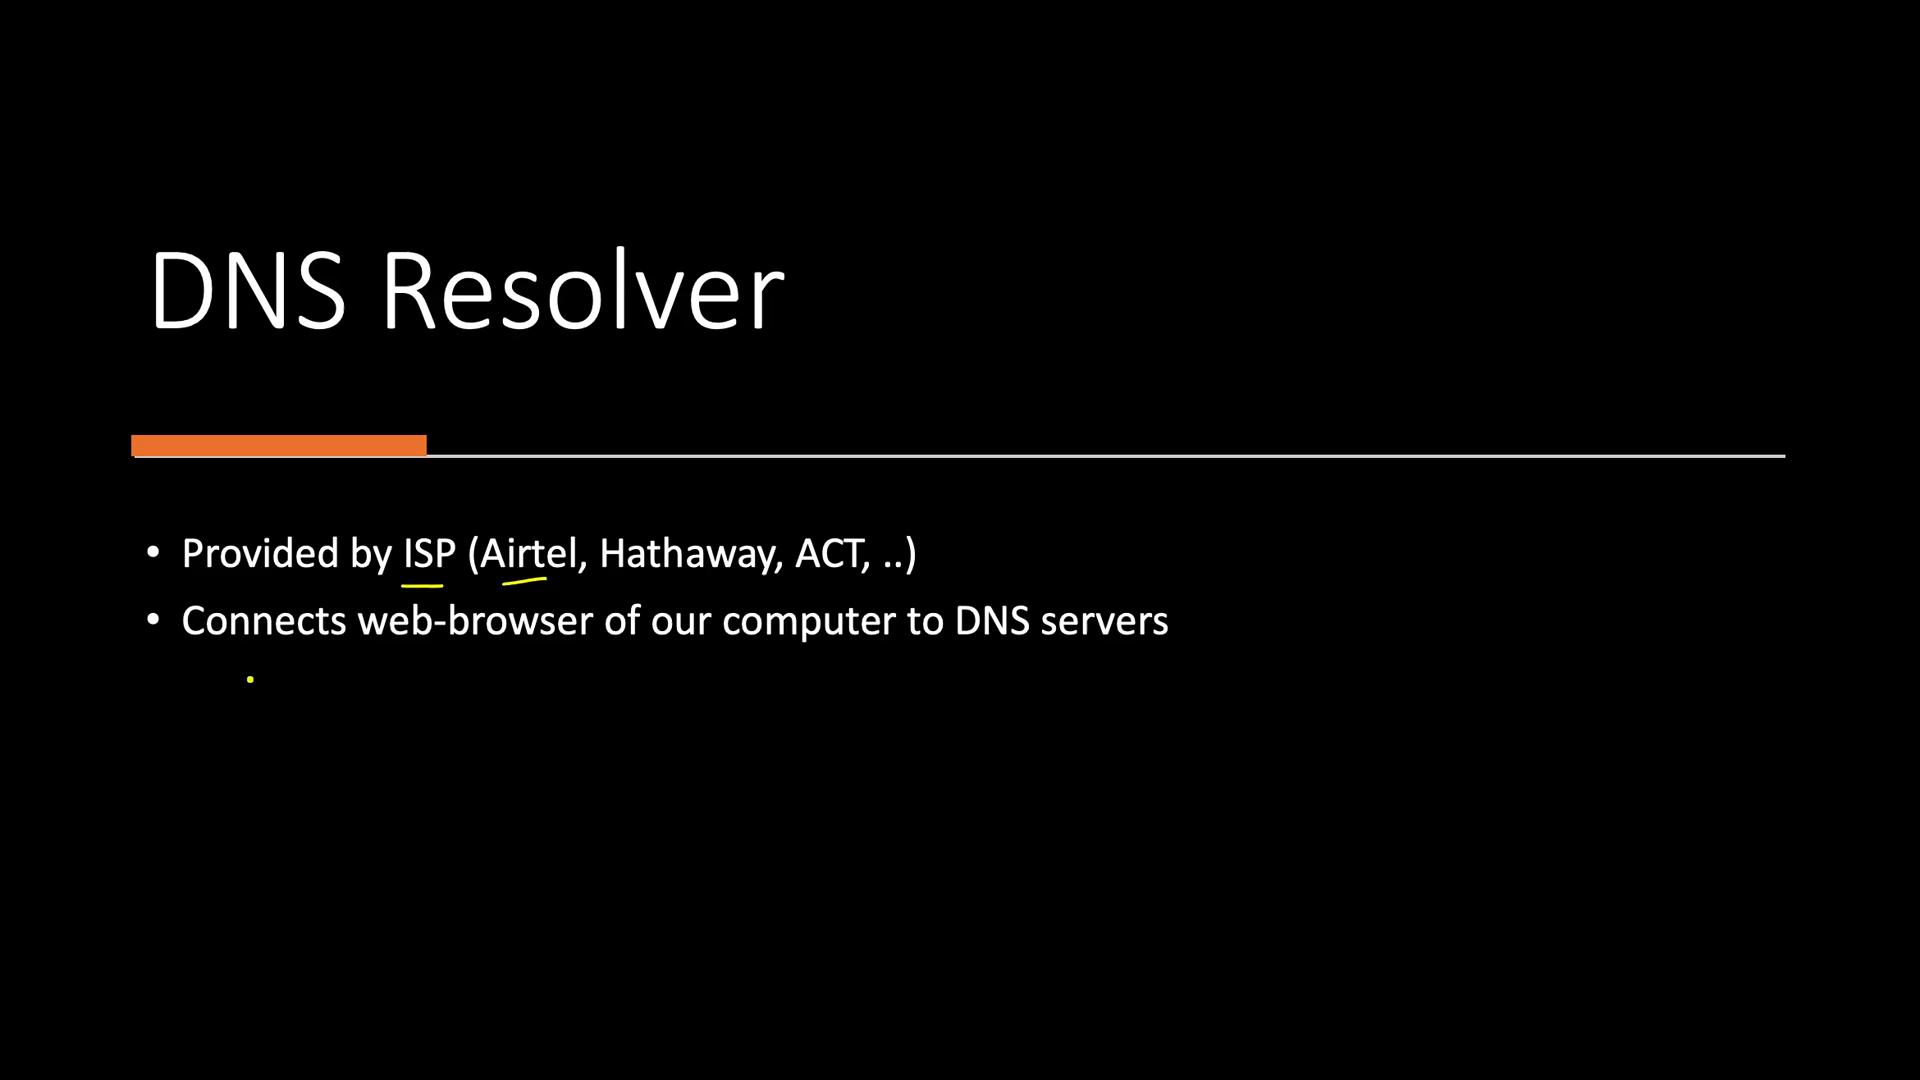 DNS Resolver
• Provided by ISP (Airtel, Hathaway, ACT, ..)
• Connects web-browser of our computer to DNS servers